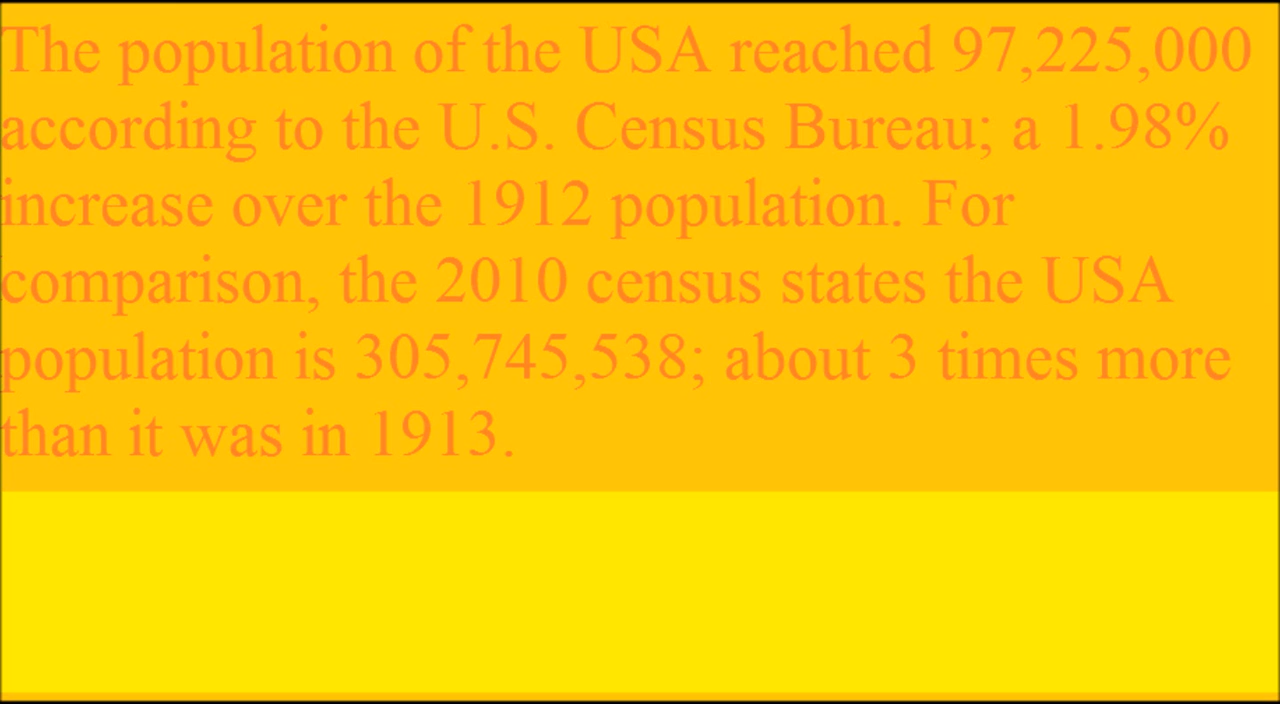 The population of the USA reached 97,225,000
according to the U.S. Census Bureau; a 1.98%
increase over the 1912 population. For
comparison, the 2010 census states the USA
population is 305,745,538; about 3 times more
than it was in 1913.